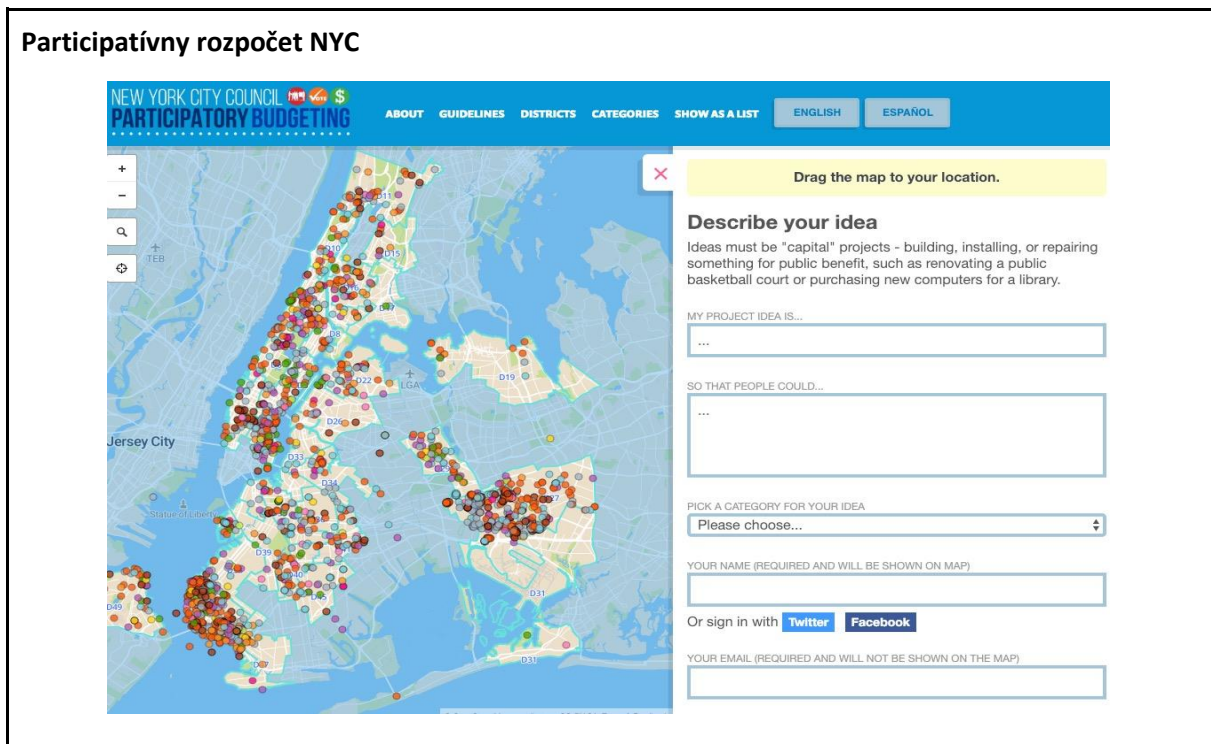 Participatívny rozpočet NYC
NEW YORK CITY COUNCIL VOTE $
PARTICIPATORY BUDGETING
ABOUT GUIDELINES DISTRICTS CATEGORIES SHOW AS A LIST ENGLISH ESPAÑOL
+
−
TEB
Jersey City
Statue of Liberty
LGA
D11
D10
D15
D8
D22
D19
D26
D33
D34
D27
D39
D40
D45
D49
D31
D31
Drag the map to your location.
Describe your idea
Ideas must be "capital" projects - building, installing, or repairing
something for public benefit, such as renovating a public
basketball court or purchasing new computers for a library.
MY PROJECT IDEA IS...
...
SO THAT PEOPLE COULD...
...
PICK A CATEGORY FOR YOUR IDEA
Please choose...
YOUR NAME (REQUIRED AND WILL BE SHOWN ON MAP)
Or sign in with Twitter Facebook
YOUR EMAIL (REQUIRED AND WILL NOT BE SHOWN ON THE MAP)